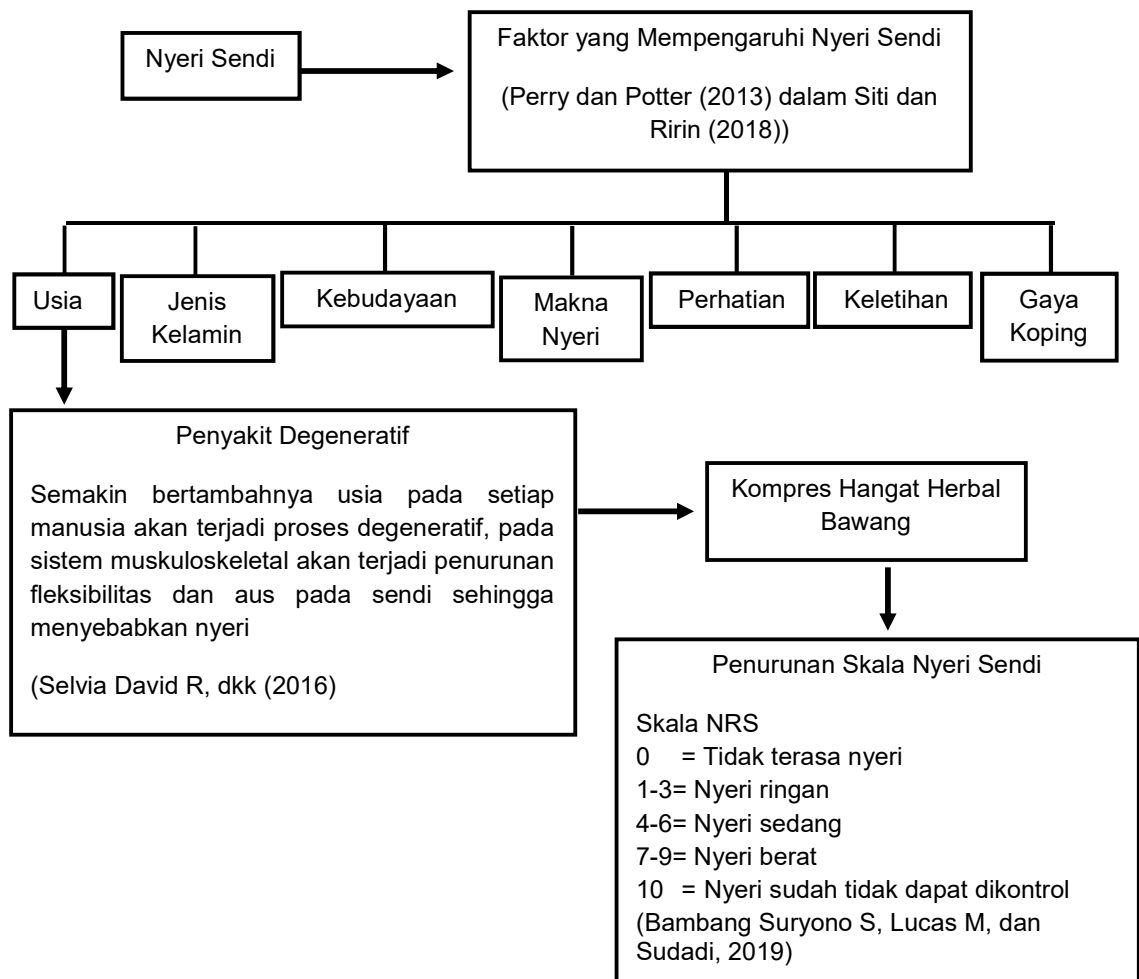 Nyeri Sendi
Faktor yang Mempengaruhi Nyeri Sendi
(Perry dan Potter (2013) dalam Siti dan
Ririn (2018))
Usia
Jenis
Kelamin
Kebudayaan
Makna
Nyeri
Perhatian
Keletihan
Gaya
Koping
Penyakit Degeneratif
Semakin bertambahnya usia pada setiap
manusia akan terjadi proses degeneratif, pada
sistem muskuloskeletal akan terjadi penurunan
fleksibilitas dan aus pada sendi sehingga
menyebabkan nyeri
(Selvia David R, dkk (2016)
Kompres Hangat Herbal
Bawang
Penurunan Skala Nyeri Sendi
Skala NRS
0 = Tidak terasa nyeri
1-3= Nyeri ringan
4-6= Nyeri sedang
7-9= Nyeri berat
10 = Nyeri sudah tidak dapat dikontrol
(Bambang Suryono S, Lucas M, dan
Sudadi, 2019)